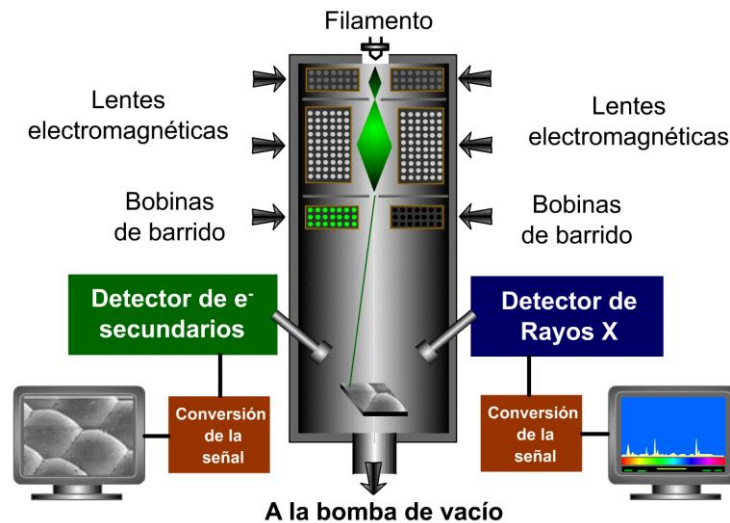 Filamento
Lentes
electromagnéticas
Lentes
electromagnéticas
Bobinas
de barrido
Bobinas
de barrido
Detector de e-
secundarios
Detector de
Rayos X
Conversión
de la
señal
Conversión
de la
señal
A la bomba de vacío